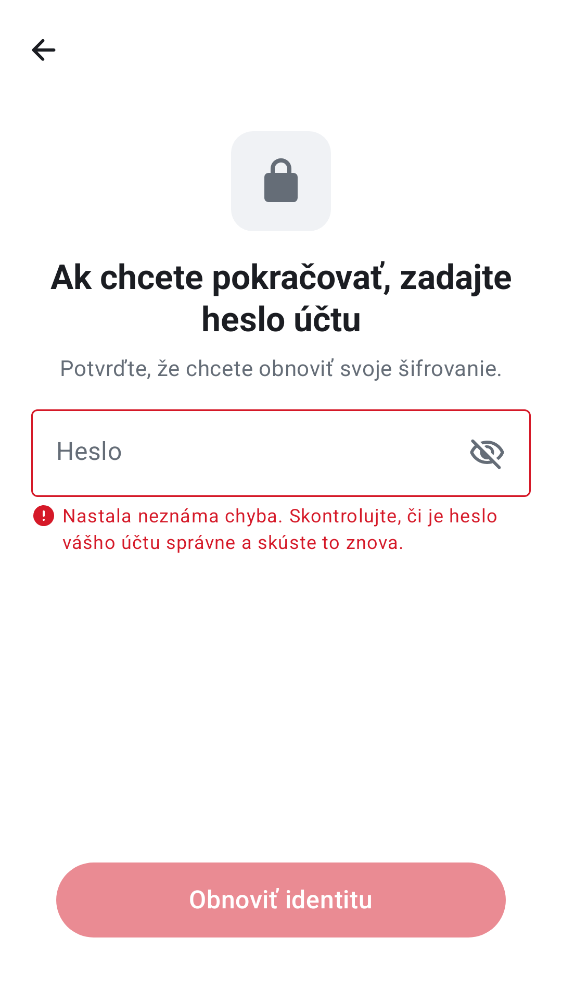 Ak chcete pokračovať, zadajte
heslo účtu
Potvrďte, že chcete obnoviť svoje šifrovanie.
Heslo
Nastala neznáma chyba. Skontrolujte, či je heslo
vášho účtu správne a skúste to znova.
Obnoviť identitu